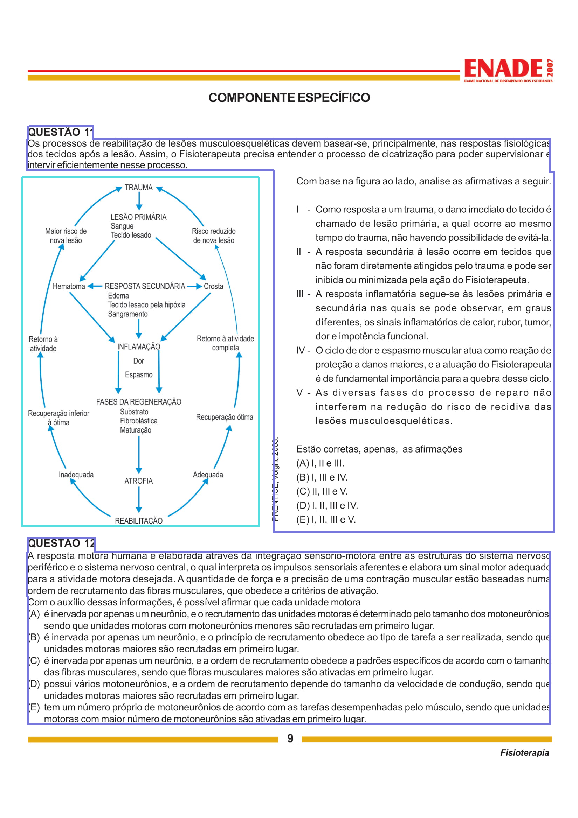 ENADE 2007
EXAME NACIONAL DE DESEMPENHO DOS ESTUDANTES
COMPONENTE ESPECÍFICO
QUESTÃO 11
Os processos de reabilitação de lesões musculoesqueléticas devem basear-se, principalmente, nas respostas fisiológicas
dos tecidos após a lesão. Assim, o Fisioterapeuta precisa entender o processo de cicatrização para poder supervisionar e
intervir eficientemente nesse processo.
TRAUMA
LESÃO PRIMÁRIA
Sangue
Tecido lesado
Maior risco de
nova lesão
Risco reduzido
de nova lesão
Hematoma
RESPOSTA SECUNDÁRIA
Crosta
Edema
Tecido lesado pela hipóxia
Sangramento
Retorno à
atividade
INFLAMAÇÃO
Retorno à atividade
completa
Dor
Espasmo
FASES DA REGENERAÇÃO
Substrato
Fibroblástica
Maturação
Recuperação inferior
à ótima
Recuperação ótima
Inadequada
ATROFIA
Adequada
REABILITAÇÃO
PRENTICE; Voight, 2003.
Com base na figura ao lado, analise as afirmativas a seguir.
I - Como resposta a um trauma, o dano imediato do tecido é
chamado de lesão primária, a qual ocorre ao mesmo
tempo do trauma, não havendo possibilidade de evitá-la.
II - A resposta secundária à lesão ocorre em tecidos que
não foram diretamente atingidos pelo trauma e pode ser
inibida ou minimizada pela ação do Fisioterapeuta.
III - A resposta inflamatória segue-se às lesões primária e
secundária nas quais se pode observar, em graus
diferentes, os sinais inflamatórios de calor, rubor, tumor,
dor e impotência funcional.
IV - O ciclo de dor e espasmo muscular atua como reação de
proteção a danos maiores, e a atuação do Fisioterapeuta
é de fundamental importância para a quebra desse ciclo.
V - As diversas fases do processo de reparo não
interferem na redução do risco de recidiva das
lesões musculoesqueléticas.
Estão corretas, apenas, as afirmações
(A) I, II e III.
(B) I, III e IV.
(C) II, III e V.
(D) I, II, III e IV.
(E) I, II, III e V.
QUESTÃO 12
A resposta motora humana é elaborada através da integração sensório-motora entre as estruturas do sistema nervoso
periférico e o sistema nervoso central, o qual interpreta os impulsos sensoriais aferentes e elabora um sinal motor adequado
para a atividade motora desejada. A quantidade de força e a precisão de uma contração muscular estão baseadas numa
ordem de recrutamento das fibras musculares, que obedece a critérios de ativação.
Com o auxílio dessas informações, é possível afirmar que cada unidade motora
(A) é inervada por apenas um neurônio, e o recrutamento das unidades motoras é determinado pelo tamanho dos motoneurônios,
sendo que unidades motoras com motoneurônios menores são recrutadas em primeiro lugar.
(B) é inervada por apenas um neurônio, e o princípio de recrutamento obedece ao tipo de tarefa a ser realizada, sendo que
unidades motoras maiores são recrutadas em primeiro lugar.
(C) é inervada por apenas um neurônio, e a ordem de recrutamento obedece a padrões específicos de acordo com o tamanho
das fibras musculares, sendo que fibras musculares maiores são ativadas em primeiro lugar.
(D) possui vários motoneurônios, e a ordem de recrutamento depende do tamanho da velocidade de condução, sendo que
unidades motoras maiores são recrutadas em primeiro lugar.
(E) tem um número próprio de motoneurônios de acordo com as tarefas desempenhadas pelo músculo, sendo que unidades
motoras com maior número de motoneurônios são ativadas em primeiro lugar.
9
Fisioterapia